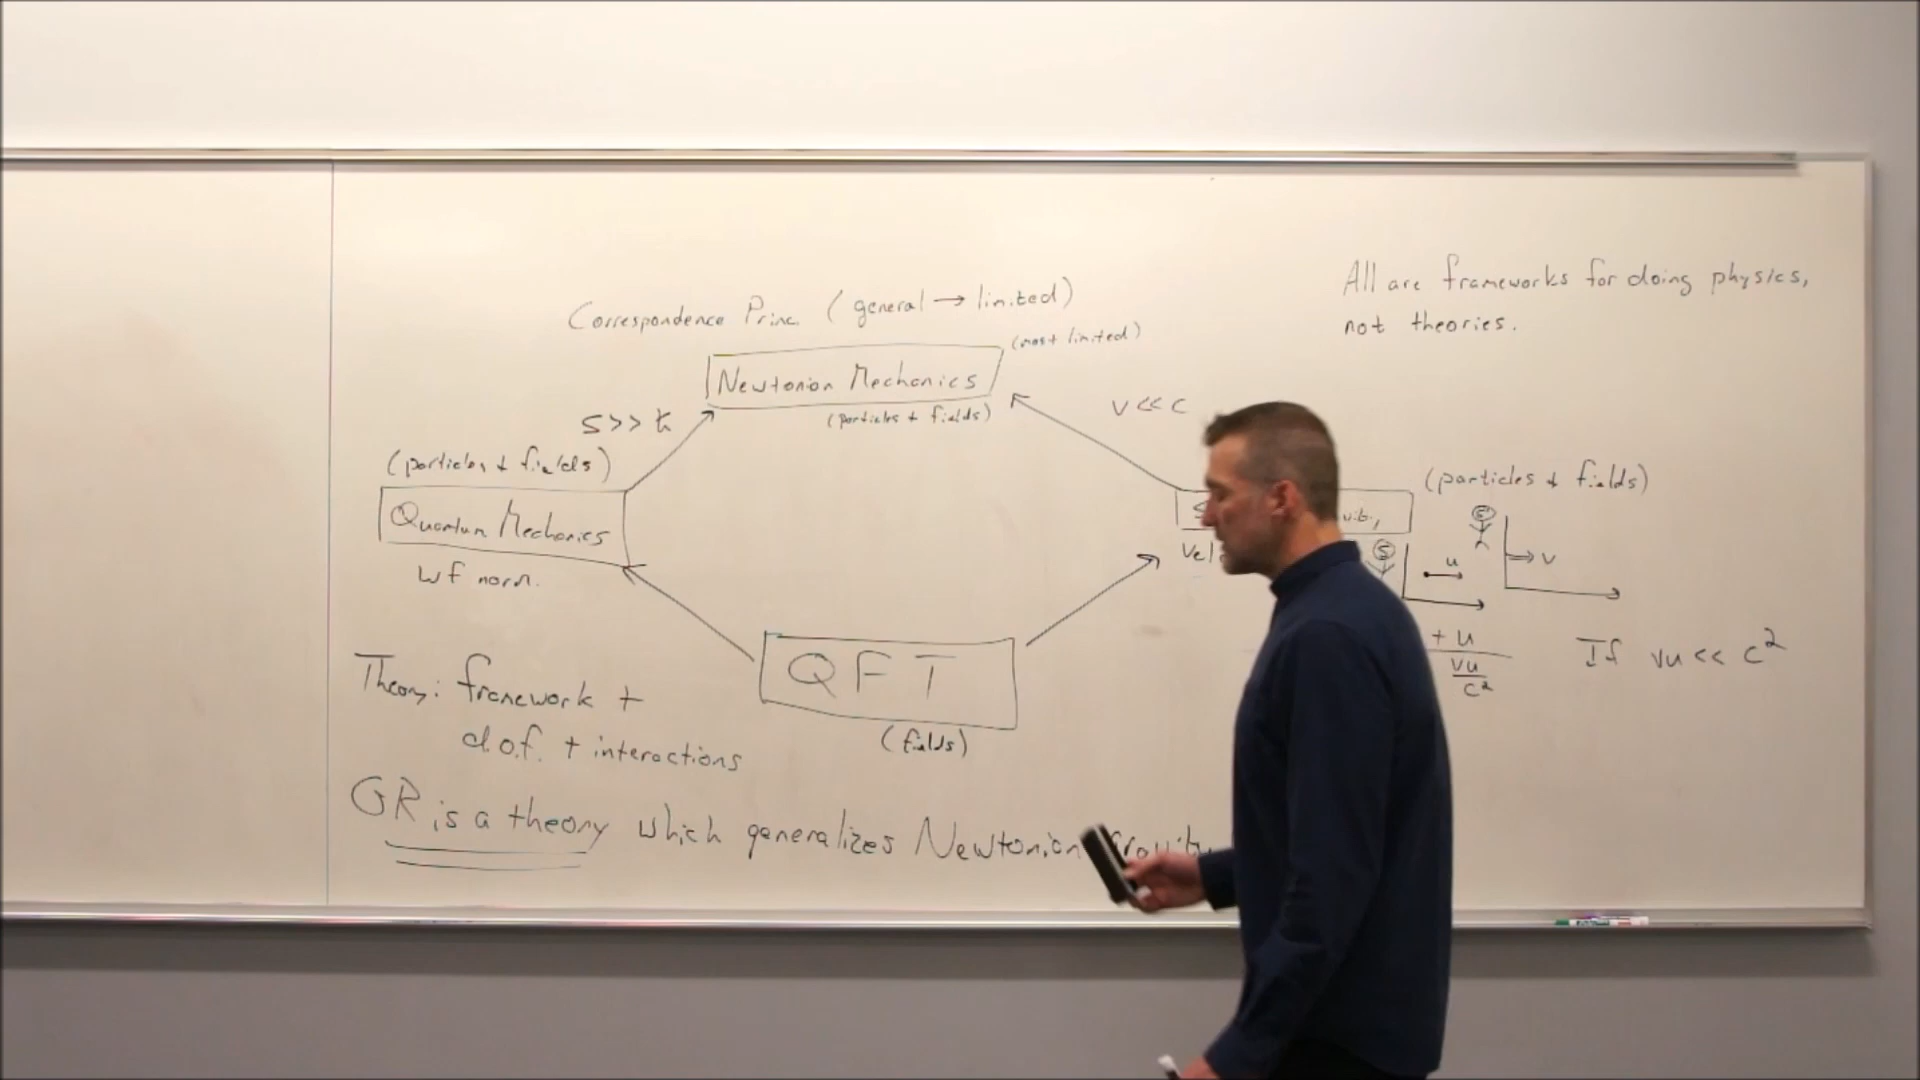 All are frameworks for doing physics,
not theories.
Correspondence Princ. (general → limited)
(most limited)
Newtonian Mechanics
(particles + fields)
S >> ℏ
v << c
(particles + fields)
Quantum Mechanics
wf norm.
(particles + fields)
S
S'
u
v
+ u
vu
c²
If vu << c²
QFT
(fields)
Theory: framework +
d.o.f. + interactions
GR is a theory which generalizes Newtonian Gravity